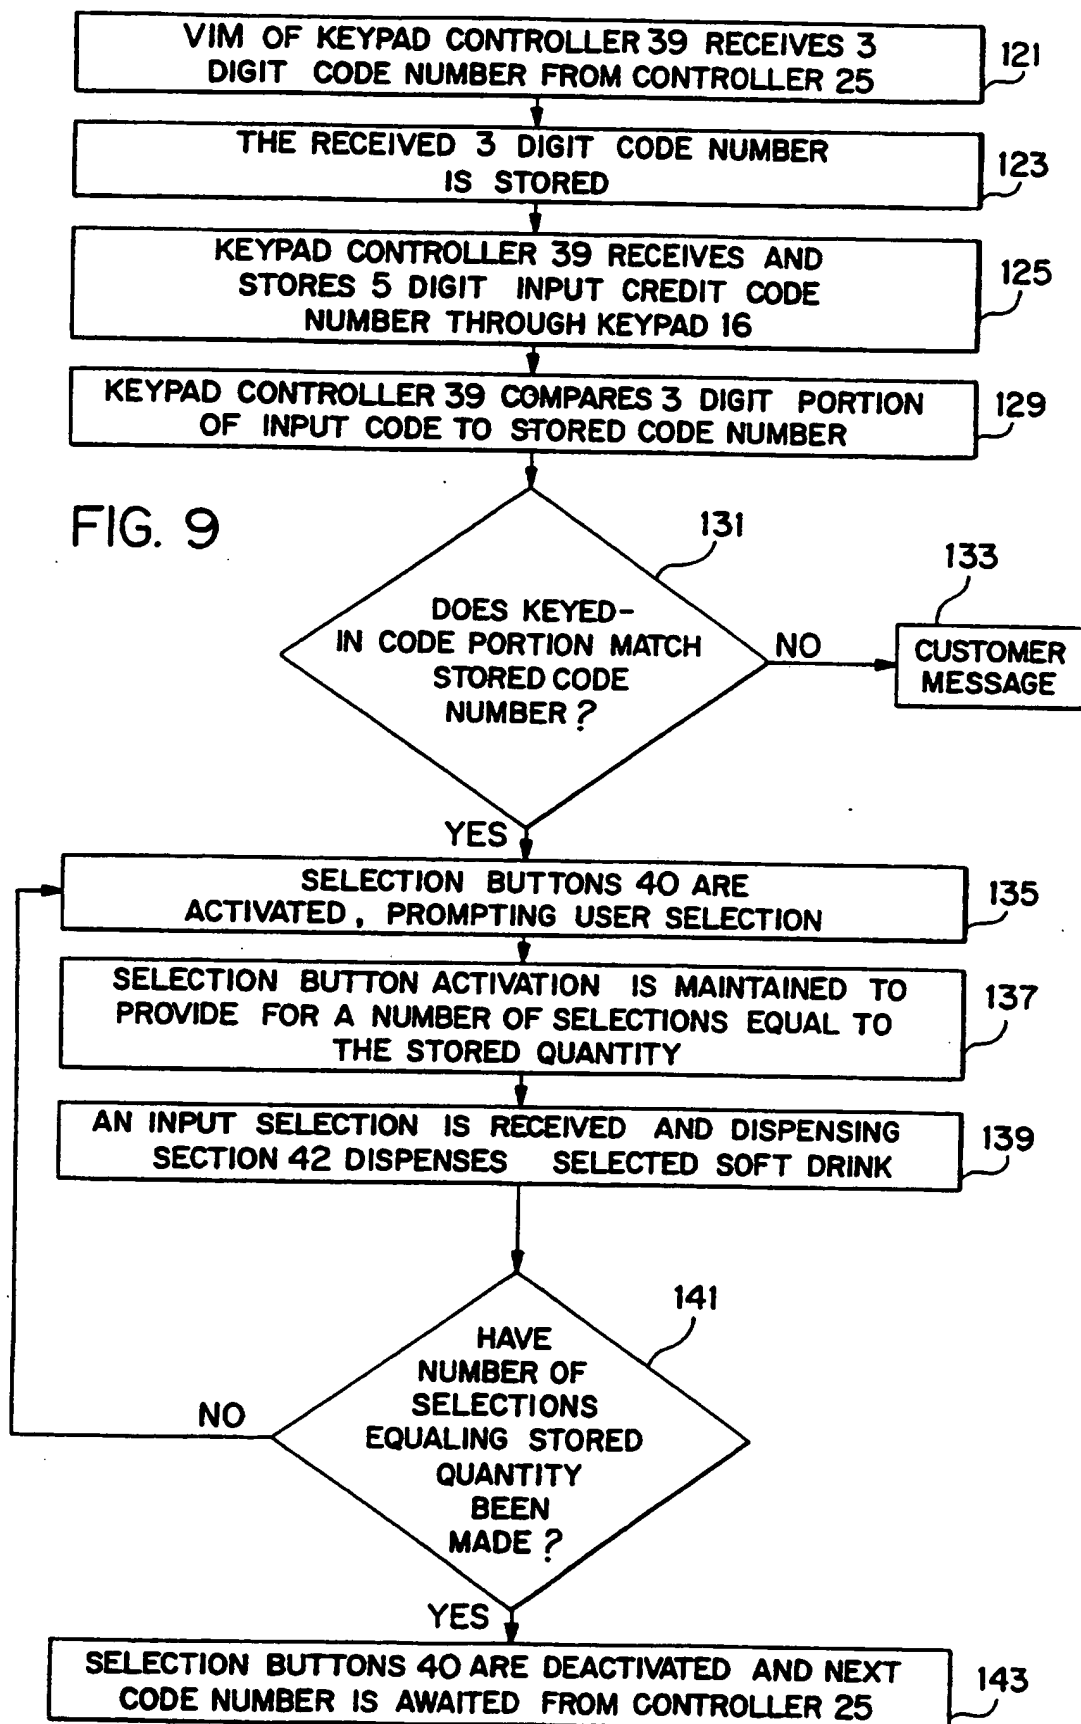 VIM OF KEYPAD CONTROLLER 39 RECEIVES 3
DIGIT CODE NUMBER FROM CONTROLLER 25
121
THE RECEIVED 3 DIGIT CODE NUMBER
IS STORED
123
KEYPAD CONTROLLER 39 RECEIVES AND
STORES 5 DIGIT INPUT CREDIT CODE
NUMBER THROUGH KEYPAD 16
125
KEYPAD CONTROLLER 39 COMPARES 3 DIGIT PORTION
OF INPUT CODE TO STORED CODE NUMBER
129
FIG. 9
131
DOES KEYED-
IN CODE PORTION MATCH
STORED CODE
NUMBER?
NO
133
CUSTOMER
MESSAGE
YES
SELECTION BUTTONS 40 ARE
ACTIVATED, PROMPTING USER SELECTION
135
SELECTION BUTTON ACTIVATION IS MAINTAINED TO
PROVIDE FOR A NUMBER OF SELECTIONS EQUAL TO
THE STORED QUANTITY
137
AN INPUT SELECTION IS RECEIVED AND DISPENSING
SECTION 42 DISPENSES SELECTED SOFT DRINK
139
141
HAVE
NUMBER OF
SELECTIONS
EQUALING STORED
QUANTITY
BEEN
MADE?
NO
YES
SELECTION BUTTONS 40 ARE DEACTIVATED AND NEXT
CODE NUMBER IS AWAITED FROM CONTROLLER 25
143